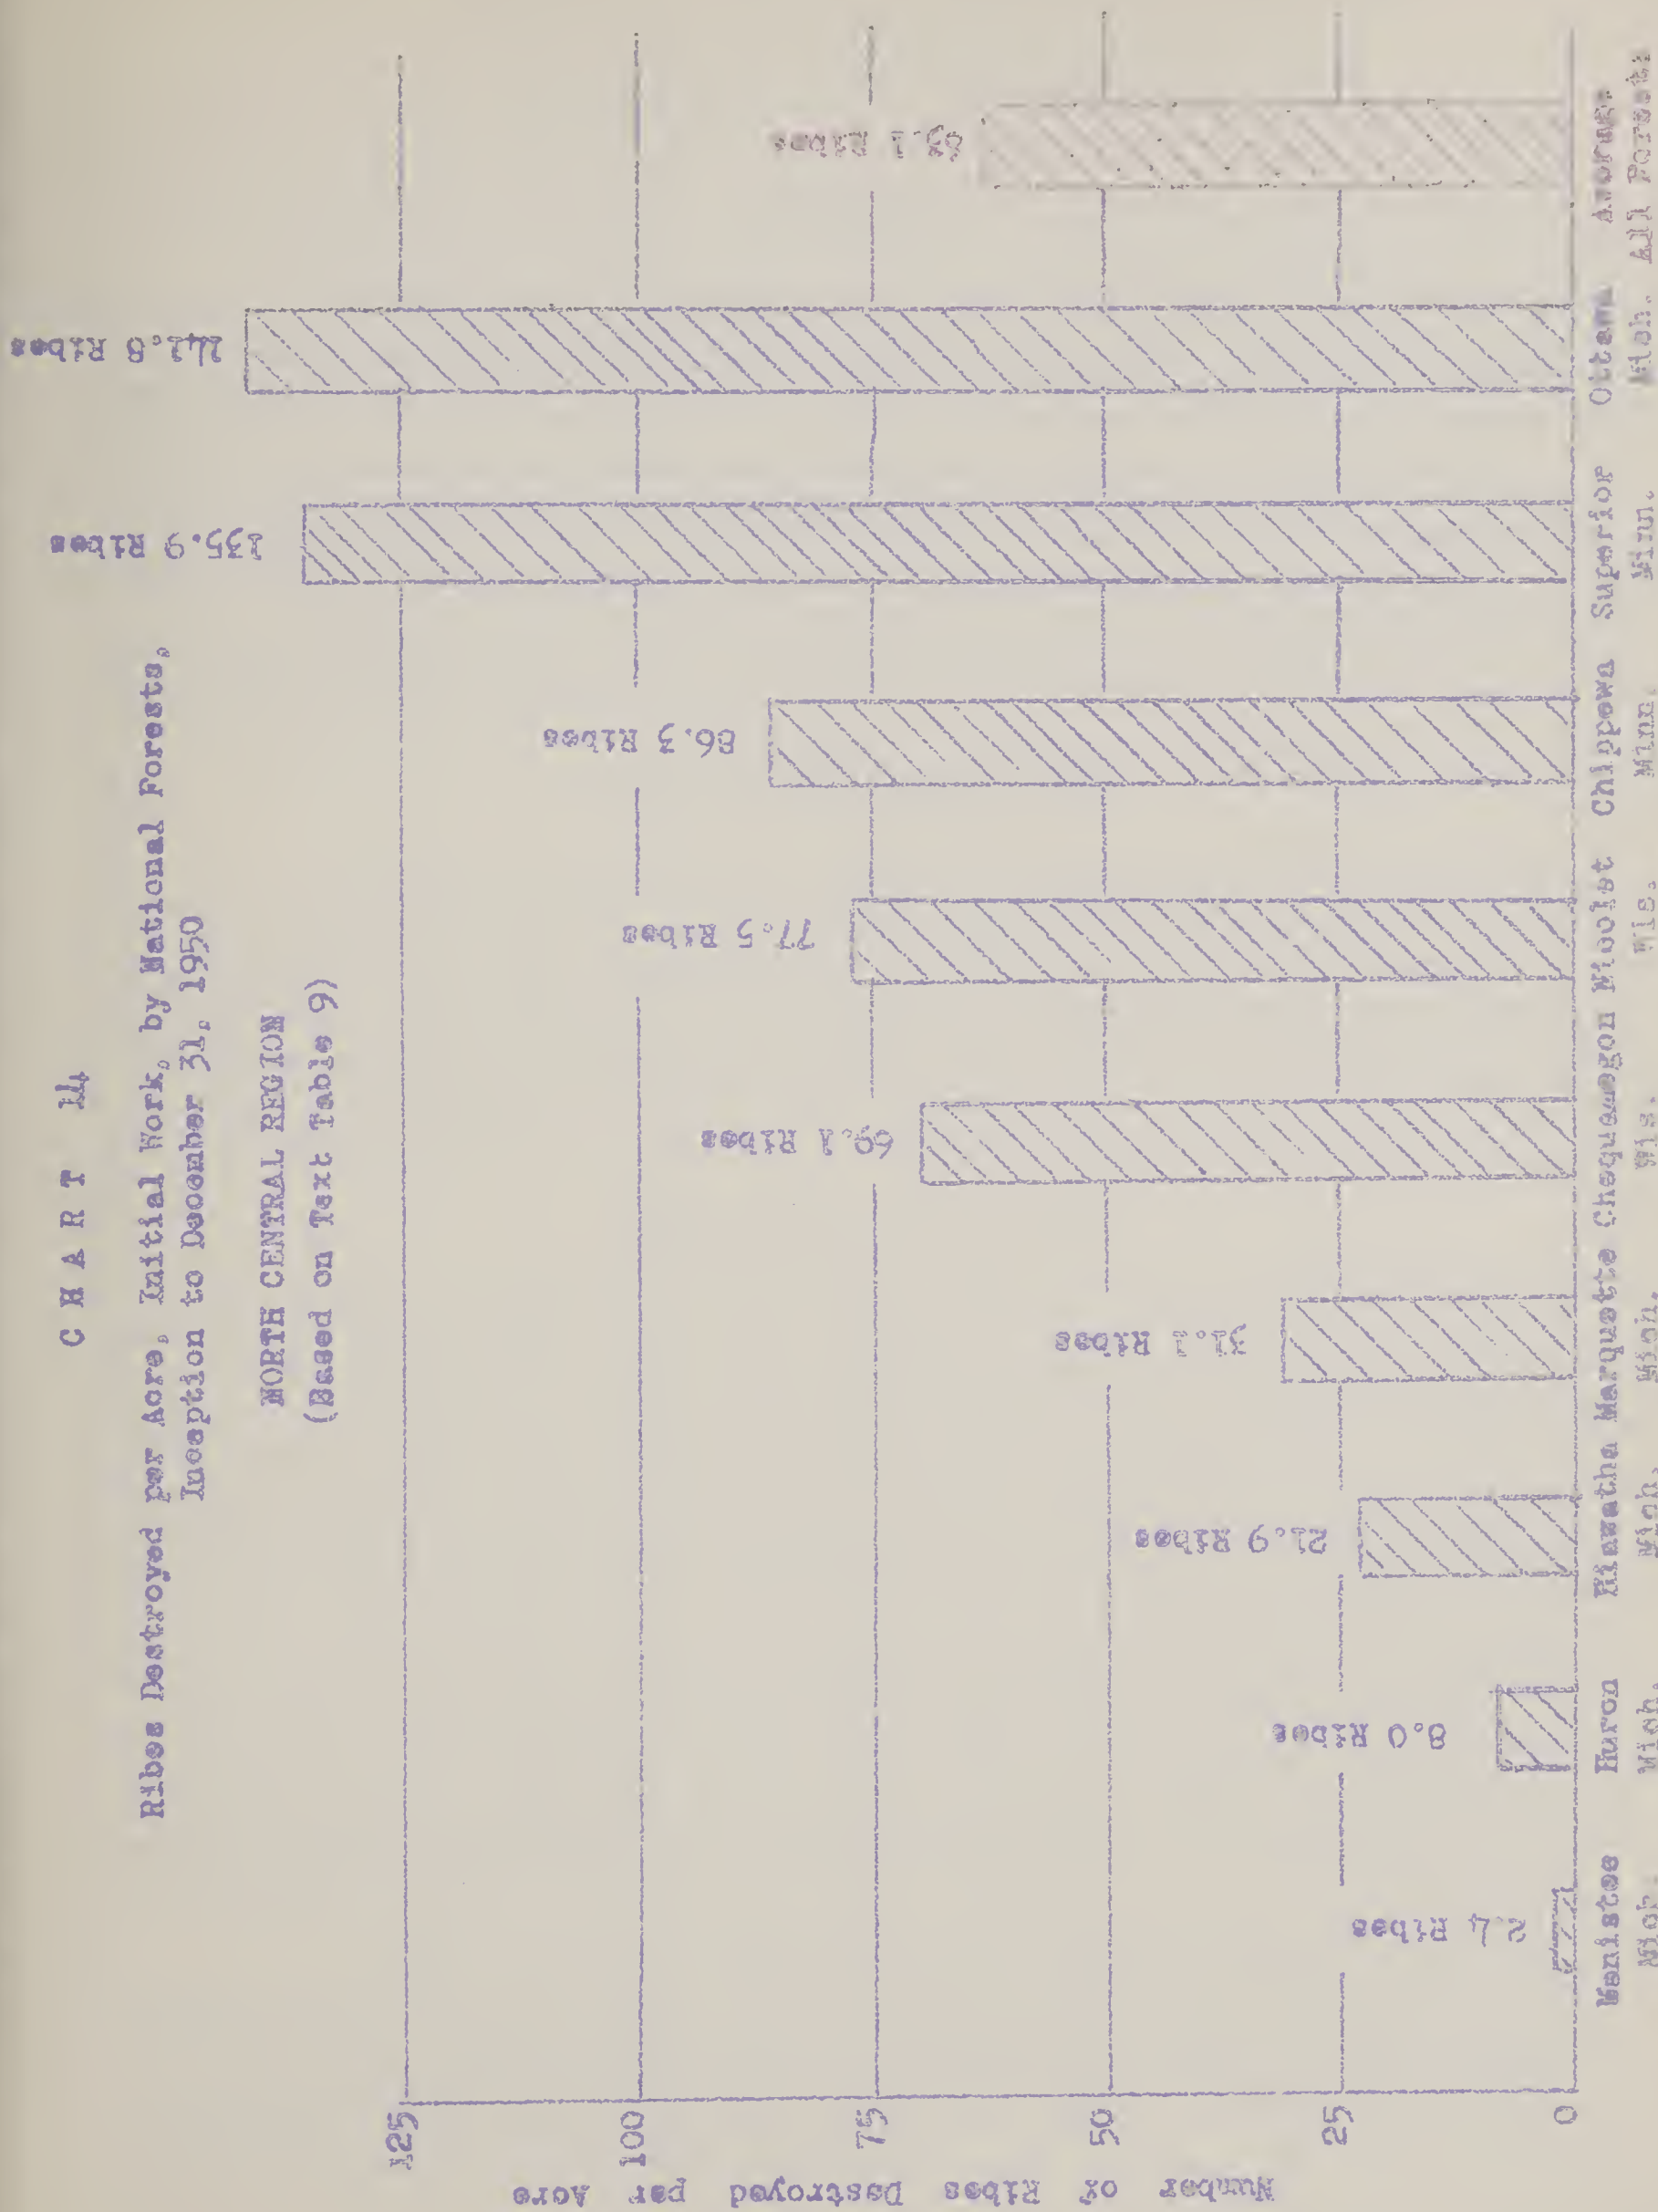 CHART 14
Ribes Destroyed per Acre, Initial Work, by National Forests,
Inception to December 31, 1950
NORTH CENTRAL REGION
(Based on Text Table 9)
Number of Ribes Destroyed per Acre
125
100
75
50
25
0
2.4 Ribes
8.0 Ribes
21.9 Ribes
31.1 Ribes
69.1 Ribes
77.5 Ribes
86.3 Ribes
135.9 Ribes
141.8 Ribes
Ribes
Manistee Huron Hiawatha Marquette Chequamegon Nicolet Chippewa Superior Ottawa
Mich. Mich. Mich. Mich. Wis. Wis. Minn. Minn. Mich. All